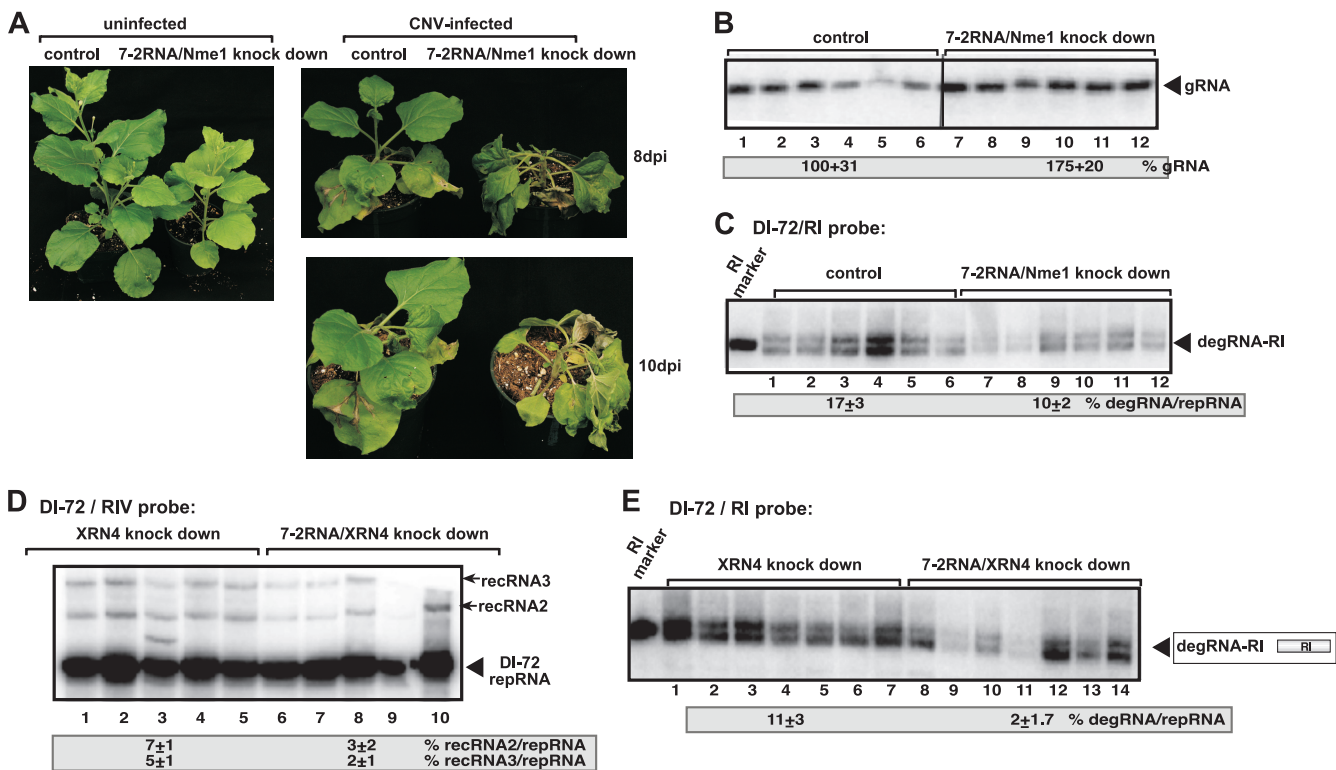 A
uninfected
CNV-infected
control 7-2RNA/Nme1 knock down
control 7-2RNA/Nme1 knock down
8dpi
10dpi
B
control 7-2RNA/Nme1 knock down
gRNA
1 2 3 4 5 6 7 8 9 10 11 12
100+31 175+20 % gRNA
C DI-72/RI probe:
RI marker
control 7-2RNA/Nme1 knock down
degRNA-RI
1 2 3 4 5 6 7 8 9 10 11 12
17±3 10±2 % degRNA/repRNA
D DI-72 / RIV probe:
XRN4 knock down 7-2RNA/XRN4 knock down
recRNA3
recRNA2
DI-72
repRNA
1 2 3 4 5 6 7 8 9 10
7±1 3±2 % recRNA2/repRNA
5±1 2±1 % recRNA3/repRNA
E DI-72 / RI probe:
RI marker
XRN4 knock down 7-2RNA/XRN4 knock down
degRNA-RI RI
1 2 3 4 5 6 7 8 9 10 11 12 13 14
11±3 2±1.7 % degRNA/repRNA